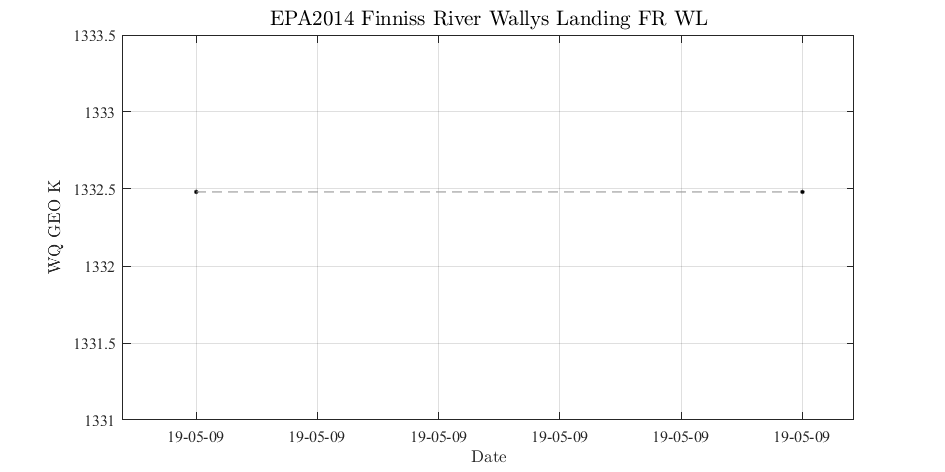 EPA2014 Finniss River Wallys Landing FR WL
1333.5
1333
1332.5
1332
1331.5
1331
WQ GEO K
19-05-09 19-05-09 19-05-09 19-05-09 19-05-09 19-05-09
Date